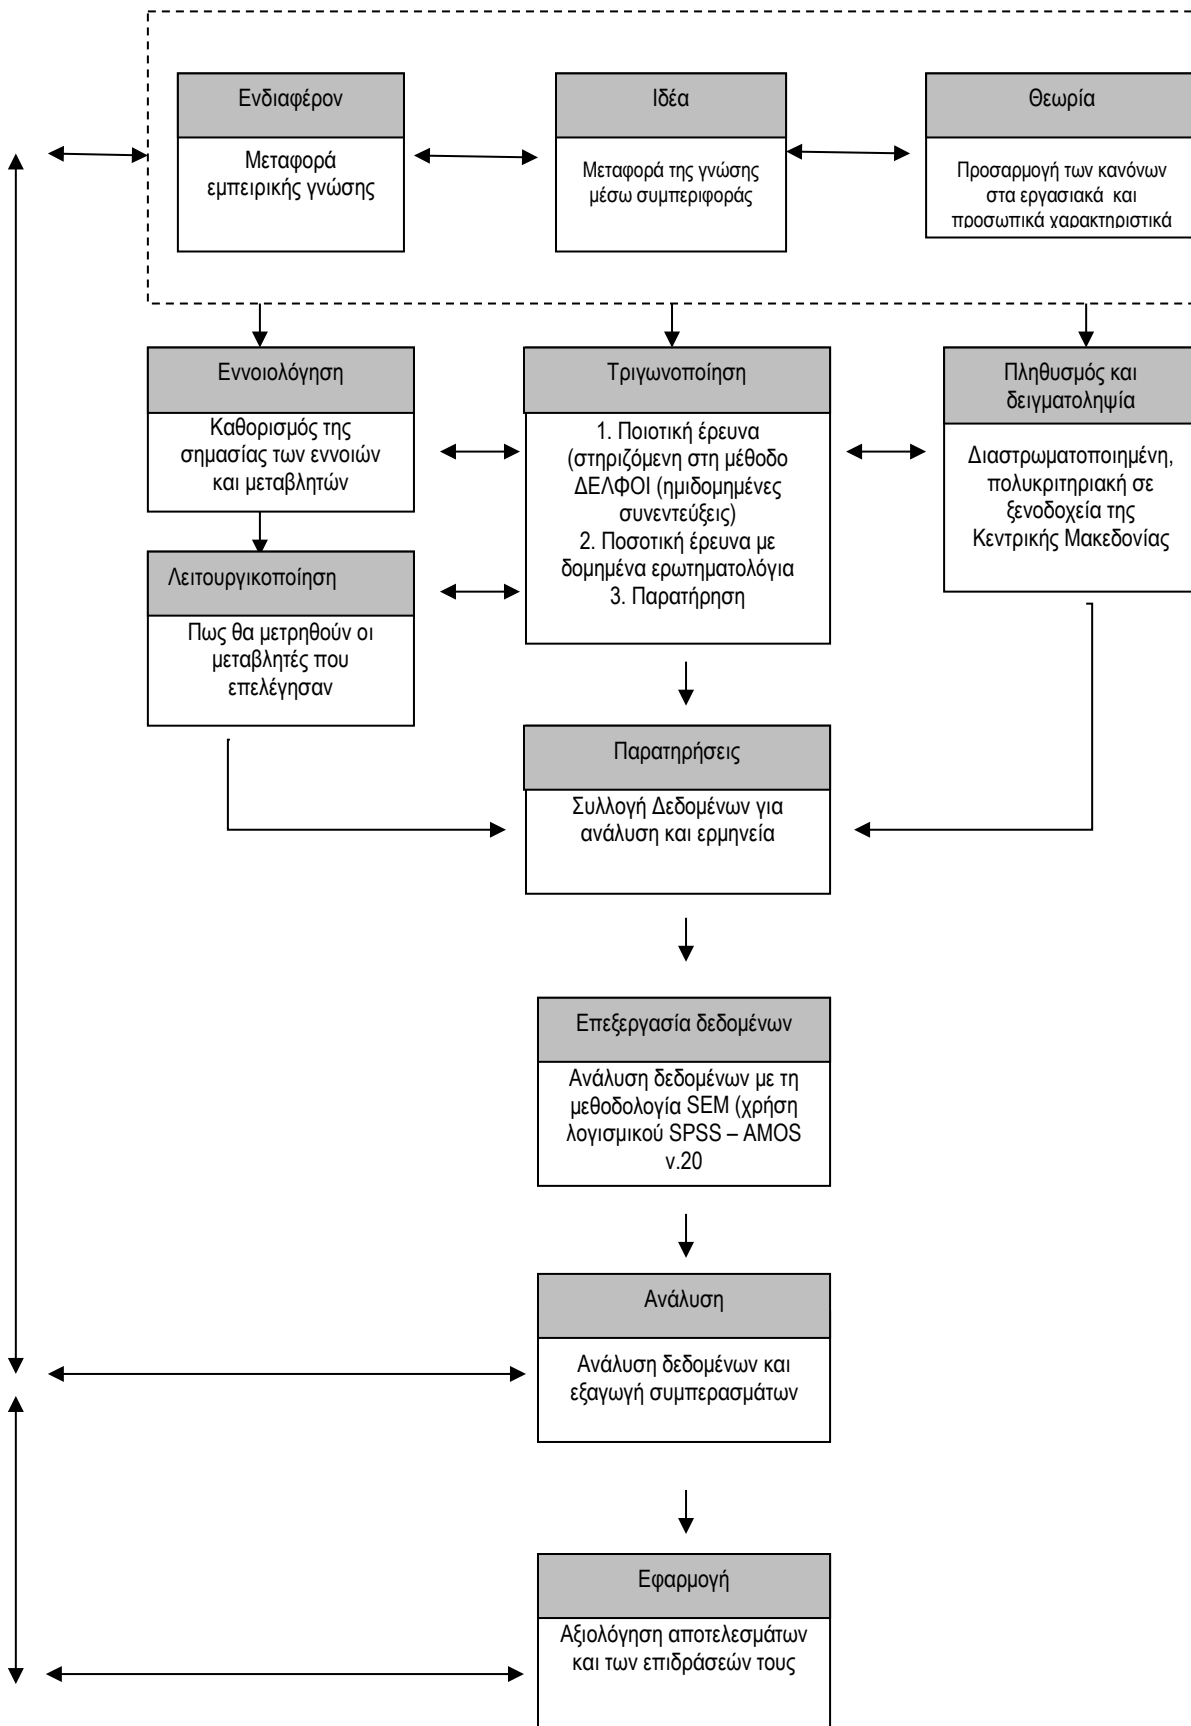 Ενδιαφέρον
Μεταφορά
εμπειρικής γνώσης
Ιδέα
Μεταφορά της γνώσης
μέσω συμπεριφοράς
Θεωρία
Προσαρμογή των κανόνων
στα εργασιακά και
προσωπικά χαρακτηριστικά
Εννοιολόγηση
Καθορισμός της
σημασίας των εννοιών
και μεταβλητών
Τριγωνοποίηση
1. Ποιοτική έρευνα
(στηριζόμενη στη μέθοδο
ΔΕΛΦΟΙ (ημιδομημένες
συνεντεύξεις)
2. Ποσοτική έρευνα με
δομημένα ερωτηματολόγια
3. Παρατήρηση
Πληθυσμός και
δειγματοληψία
Διαστρωματοποιημένη,
πολυκριτηριακή σε
ξενοδοχεία της
Κεντρικής Μακεδονίας
Λειτουργικοποίηση
Πως θα μετρηθούν οι
μεταβλητές που
επελέγησαν
Παρατηρήσεις
Συλλογή Δεδομένων για
ανάλυση και ερμηνεία
Επεξεργασία δεδομένων
Ανάλυση δεδομένων με τη
μεθοδολογία SEM (χρήση
λογισμικού SPSS – AMOS
v.20
Ανάλυση
Ανάλυση δεδομένων και
εξαγωγή συμπερασμάτων
Εφαρμογή
Αξιολόγηση αποτελεσμάτων
και των επιδράσεών τους